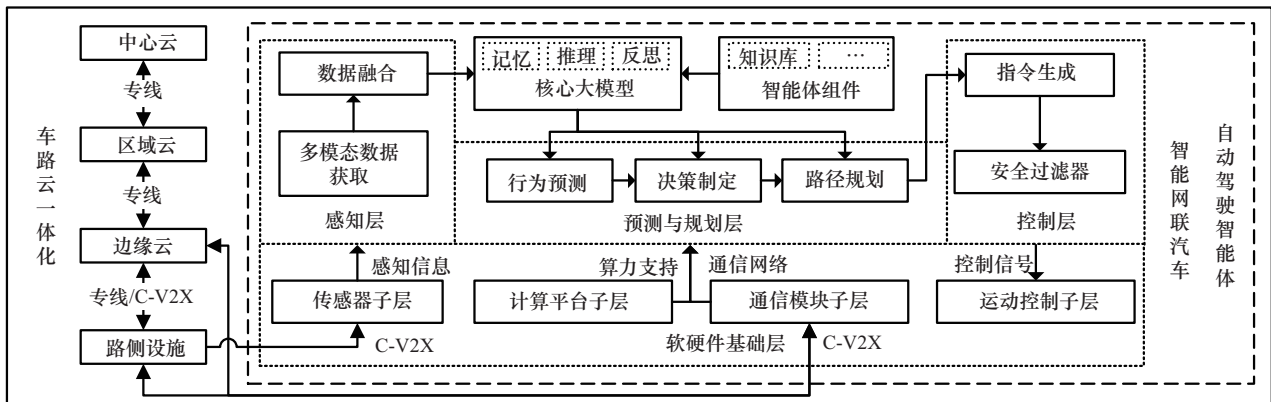 车路云一体化
中心云
专线
区域云
专线
边缘云
专线/C-V2X
路侧设施
数据融合
多模态数据
获取
感知层
记忆
推理
反思
核心大模型
知识库
…
智能体组件
行为预测
决策制定
路径规划
预测与规划层
指令生成
安全过滤器
控制层
感知信息
传感器子层
C-V2X
算力支持
通信网络
计算平台子层
通信模块子层
软硬件基础层
C-V2X
控制信号
运动控制子层
智能网联汽车
自动驾驶智能体